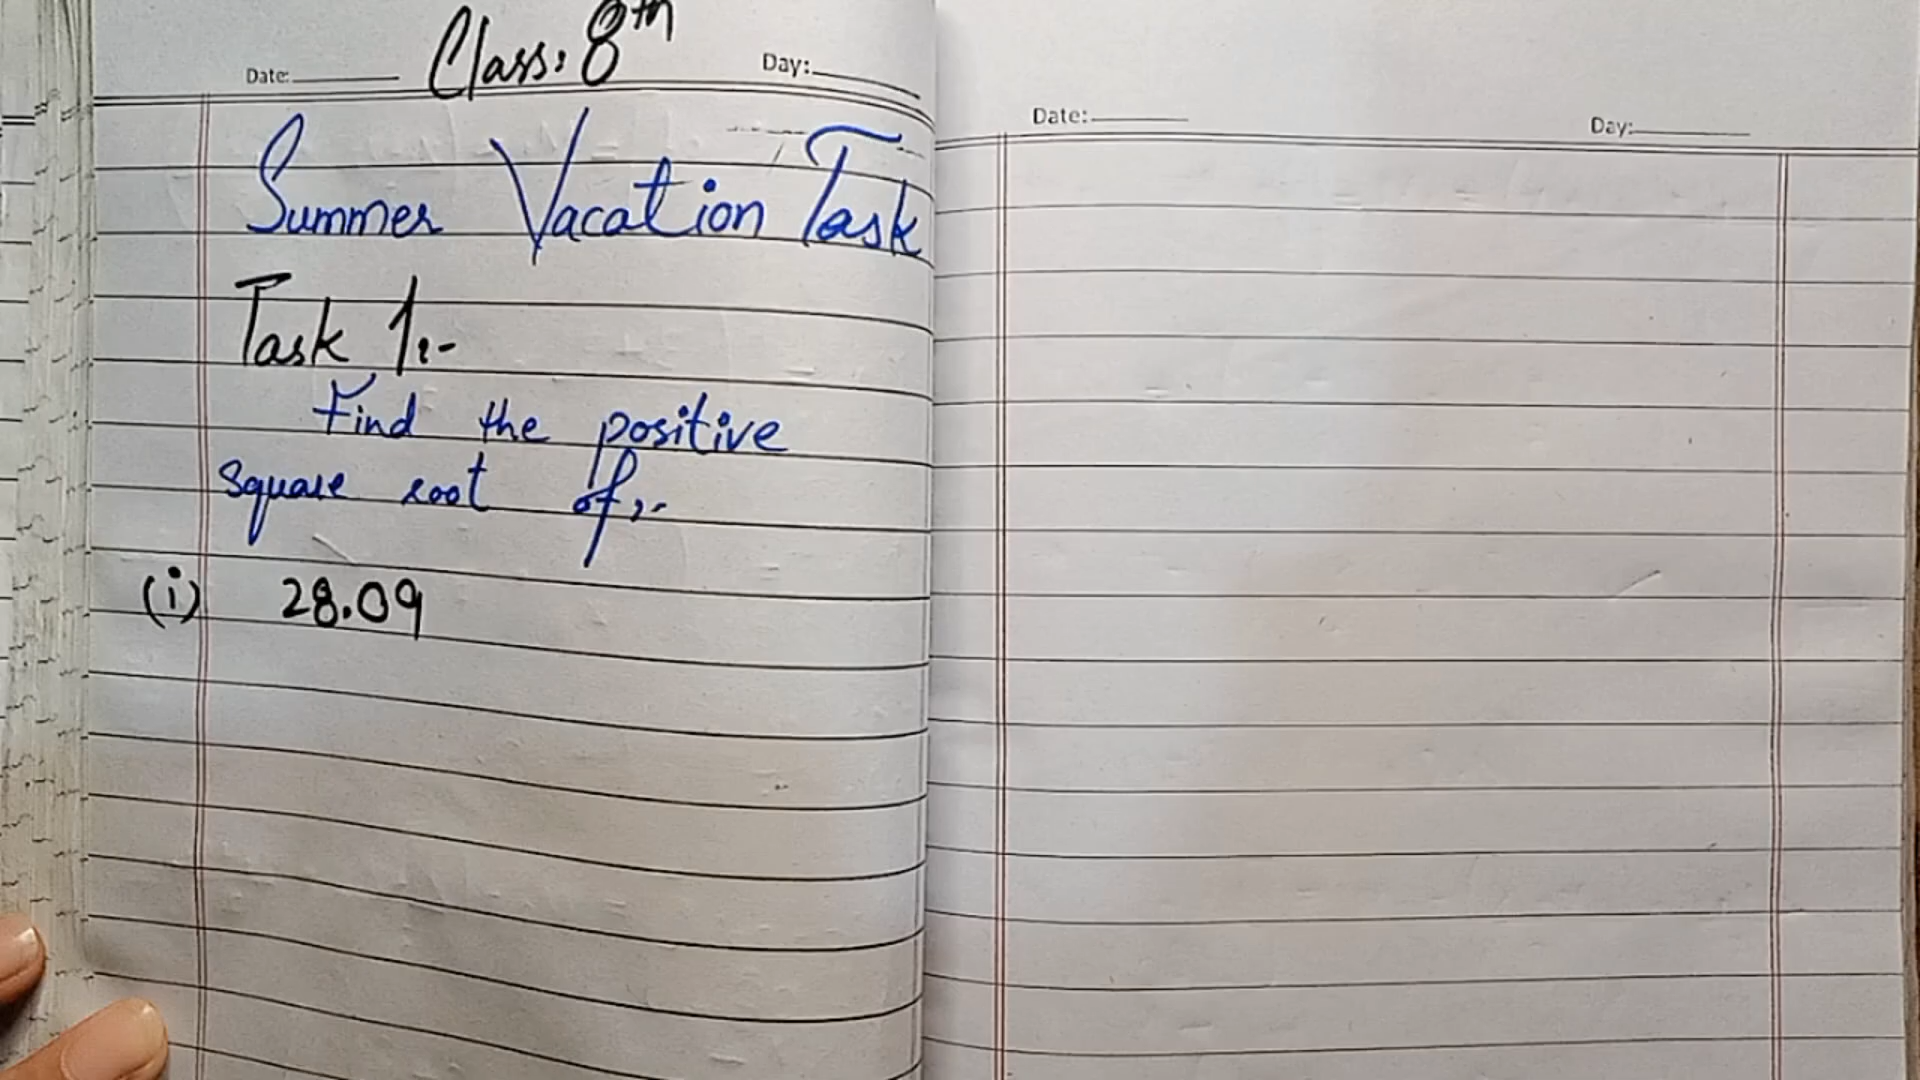 Class: 8th
Date:
Day:
Summer Vacation Task
Task 1:-
Find the positive
square root of:-
(i) 28.09
Date:
Day: